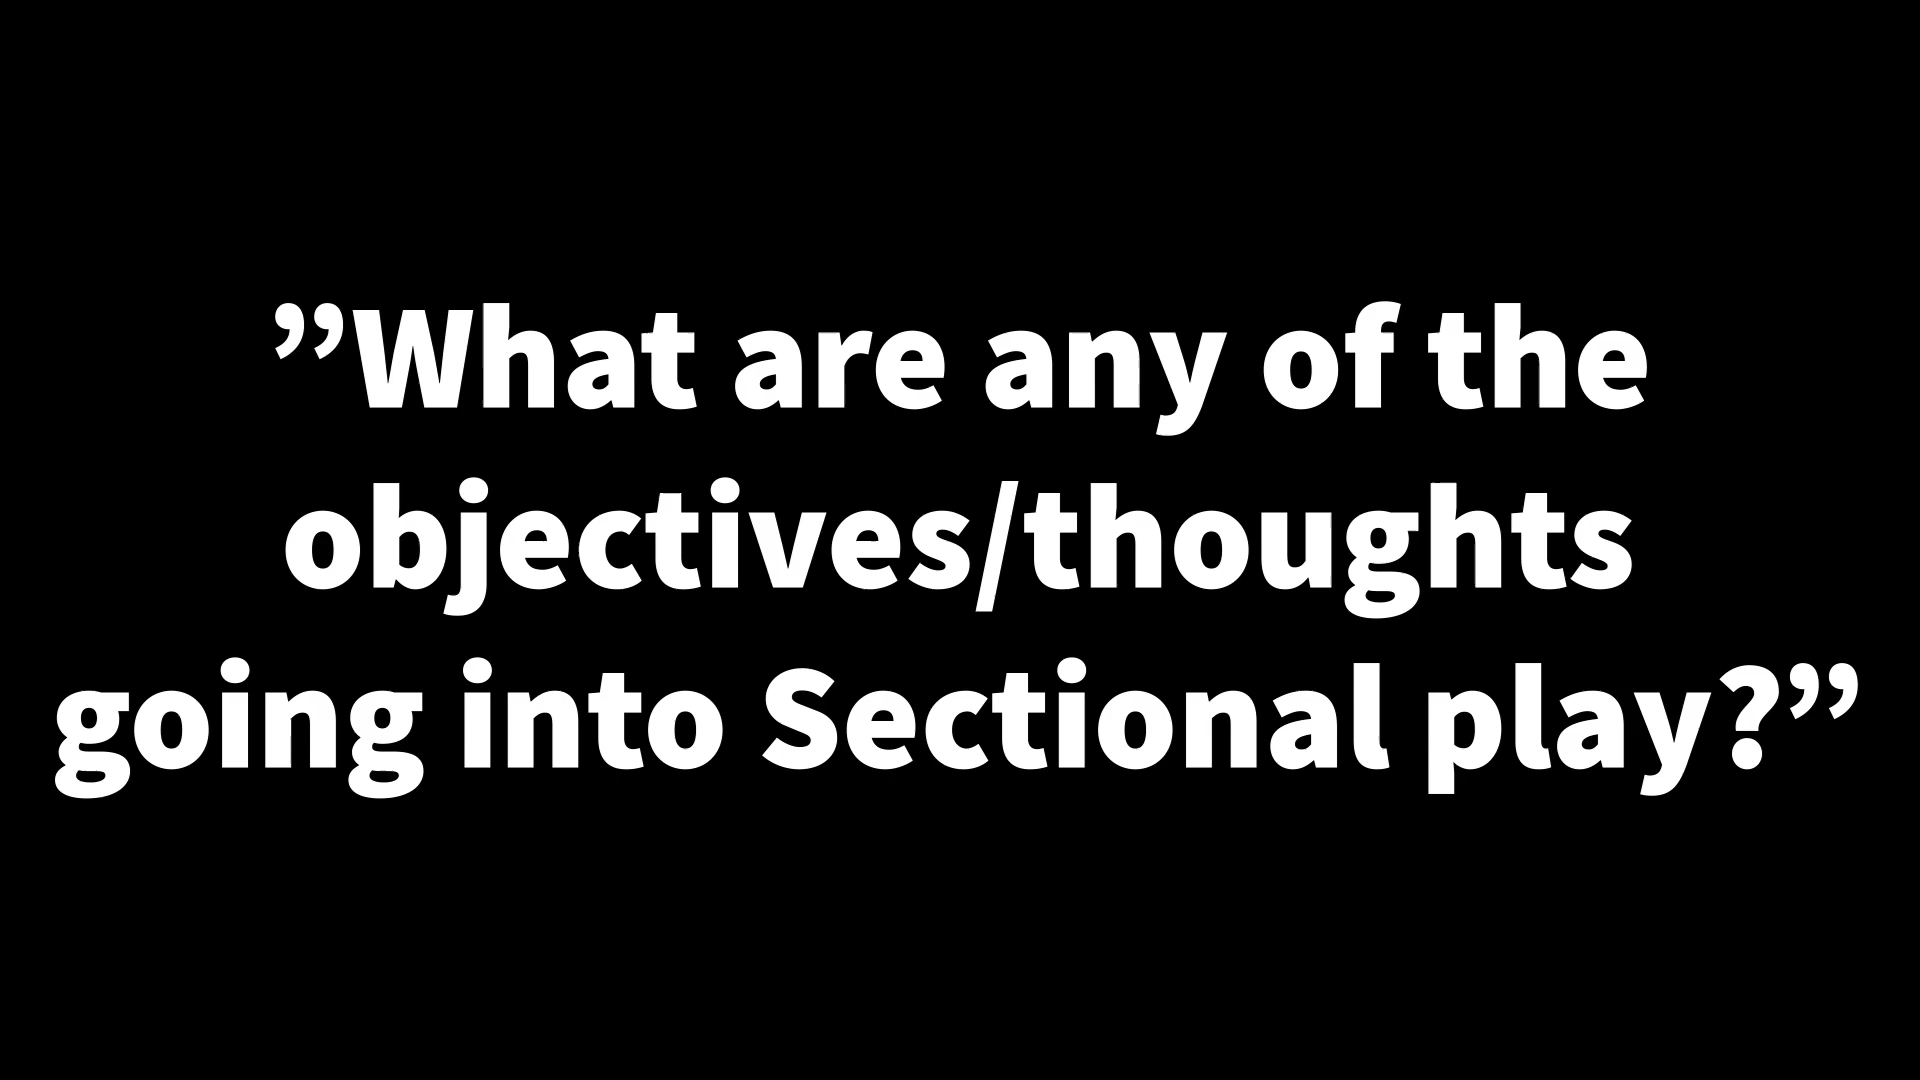 ”What are any of the
objectives/thoughts
going into Sectional play?”